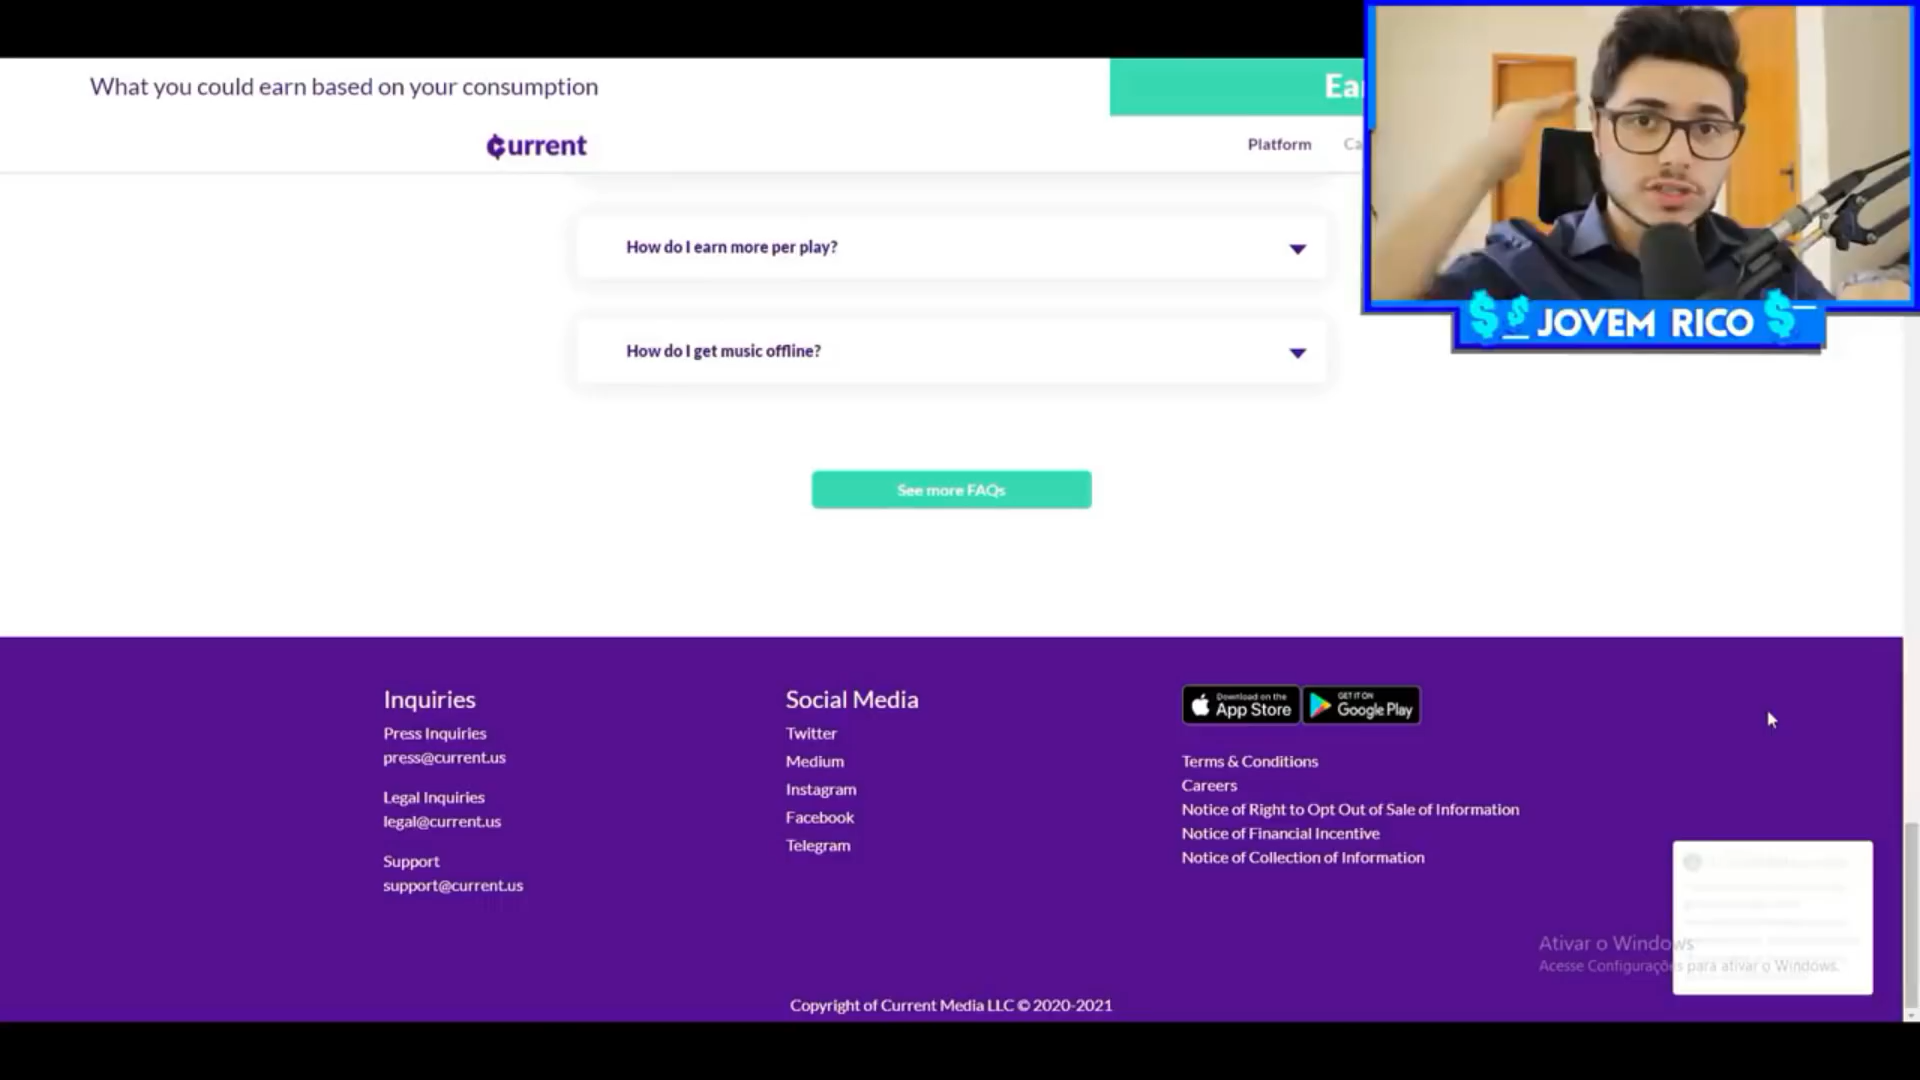 What you could earn based on your consumption
Ea
Current
Platform
JOVEM RICO
How do I earn more per play?
How do I get music offline?
See more FAQs
Inquiries
Press Inquiries
press@current.us
Legal Inquiries
legal@current.us
Support
support@current.us
Social Media
Twitter
Medium
Instagram
Facebook
Telegram
Download on the
App Store
GET IT ON
Google Play
Terms & Conditions
Careers
Notice of Right to Opt Out of Sale of Information
Notice of Financial Incentive
Notice of Collection of Information
Ativar o Windows
Acesse Configurações para ativar o Windows.
Copyright of Current Media LLC © 2020-2021